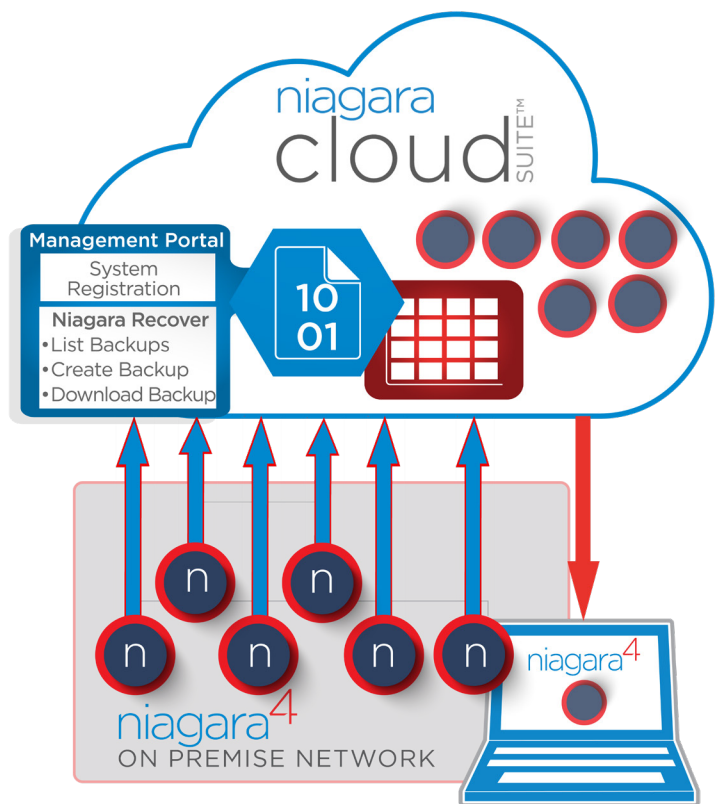 niagara
cloud
SUITE™
Management Portal
System
Registration
Niagara Recover
•List Backups
•Create Backup
•Download Backup
10
01
n
n
n
n
n
n
niagara4
ON PREMISE NETWORK
niagara4